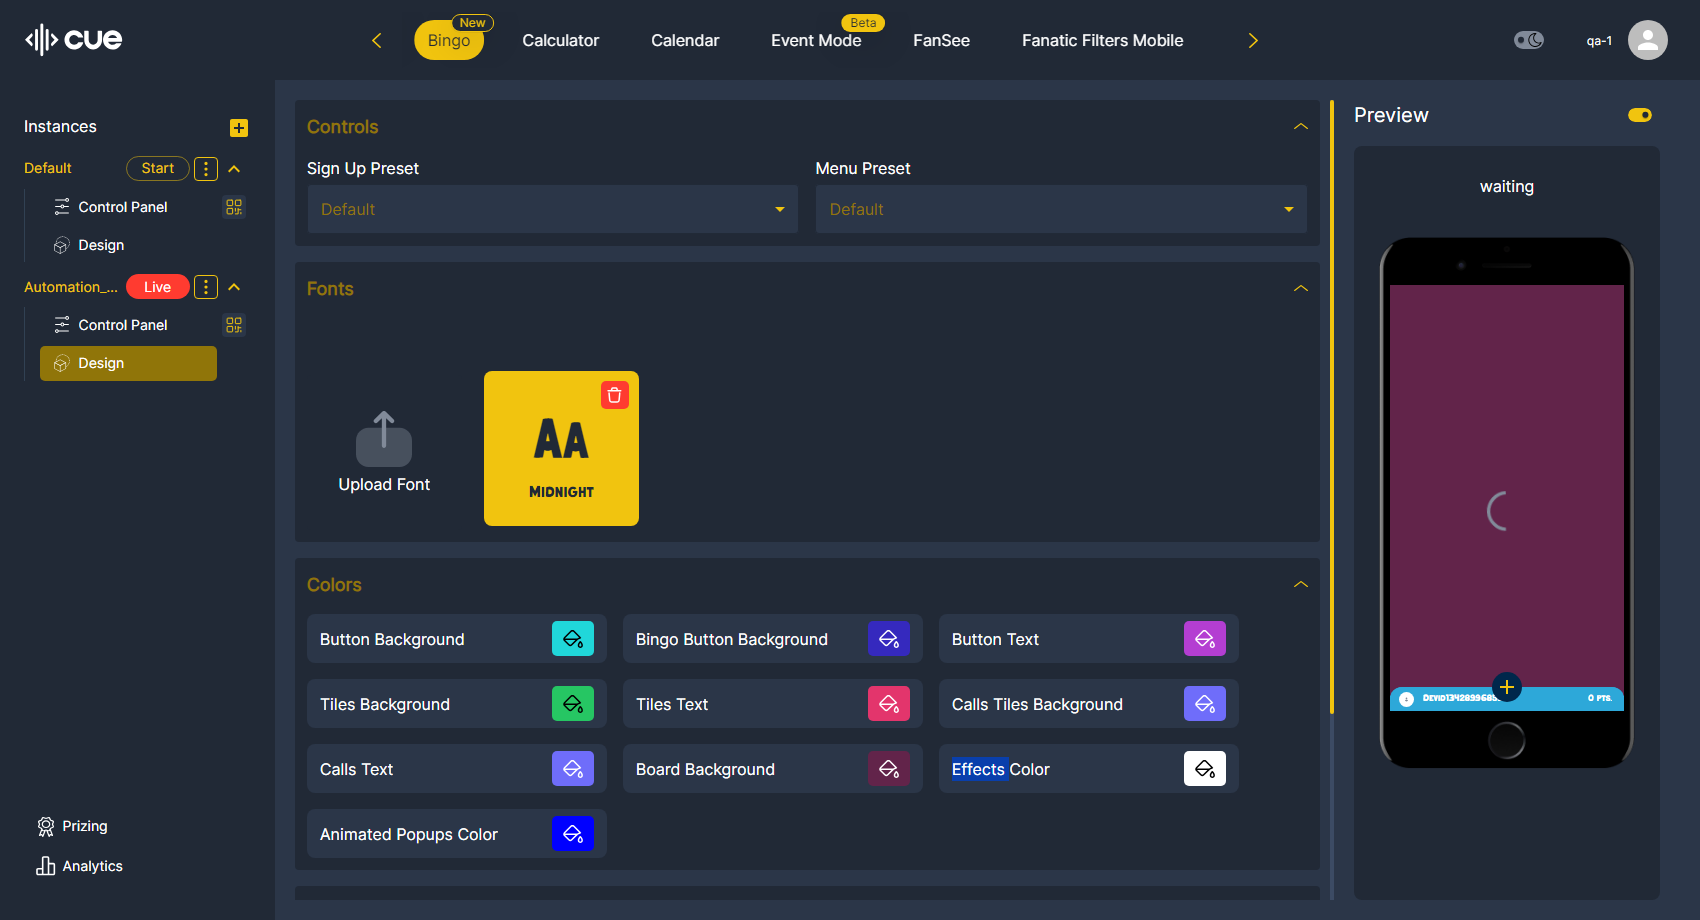 cue
Bingo
New
Calculator
Calendar
Event Mode
Beta
FanSee
Fanatic Filters Mobile
qa-1
Instances
Default
Start
Control Panel
Design
Automation_...
Live
Control Panel
Design
Prizing
Analytics
Controls
Sign Up Preset
Menu Preset
Default
Default
Fonts
Upload Font
AA
MIDNIGHT
Colors
Button Background
Bingo Button Background
Button Text
Tiles Background
Tiles Text
Calls Tiles Background
Calls Text
Board Background
Effects Color
Animated Popups Color
Preview
waiting
0 PTS.